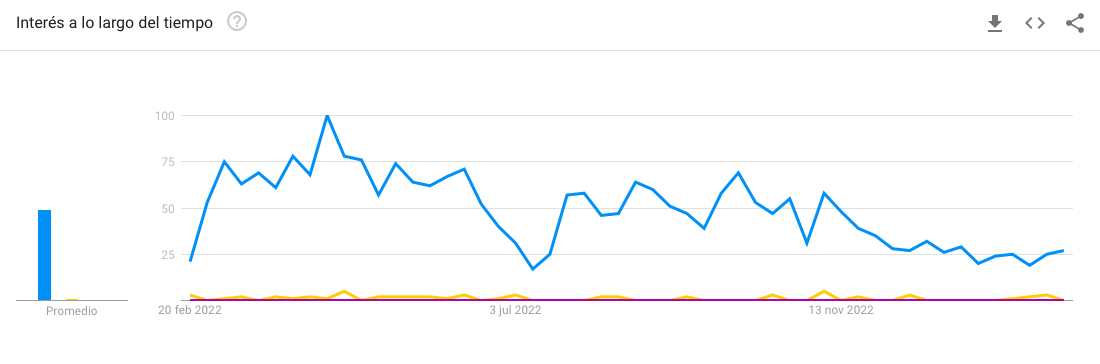 Interés a lo largo del tiempo ?
100
75
50
25
Promedio
20 feb 2022 3 jul 2022 13 nov 2022